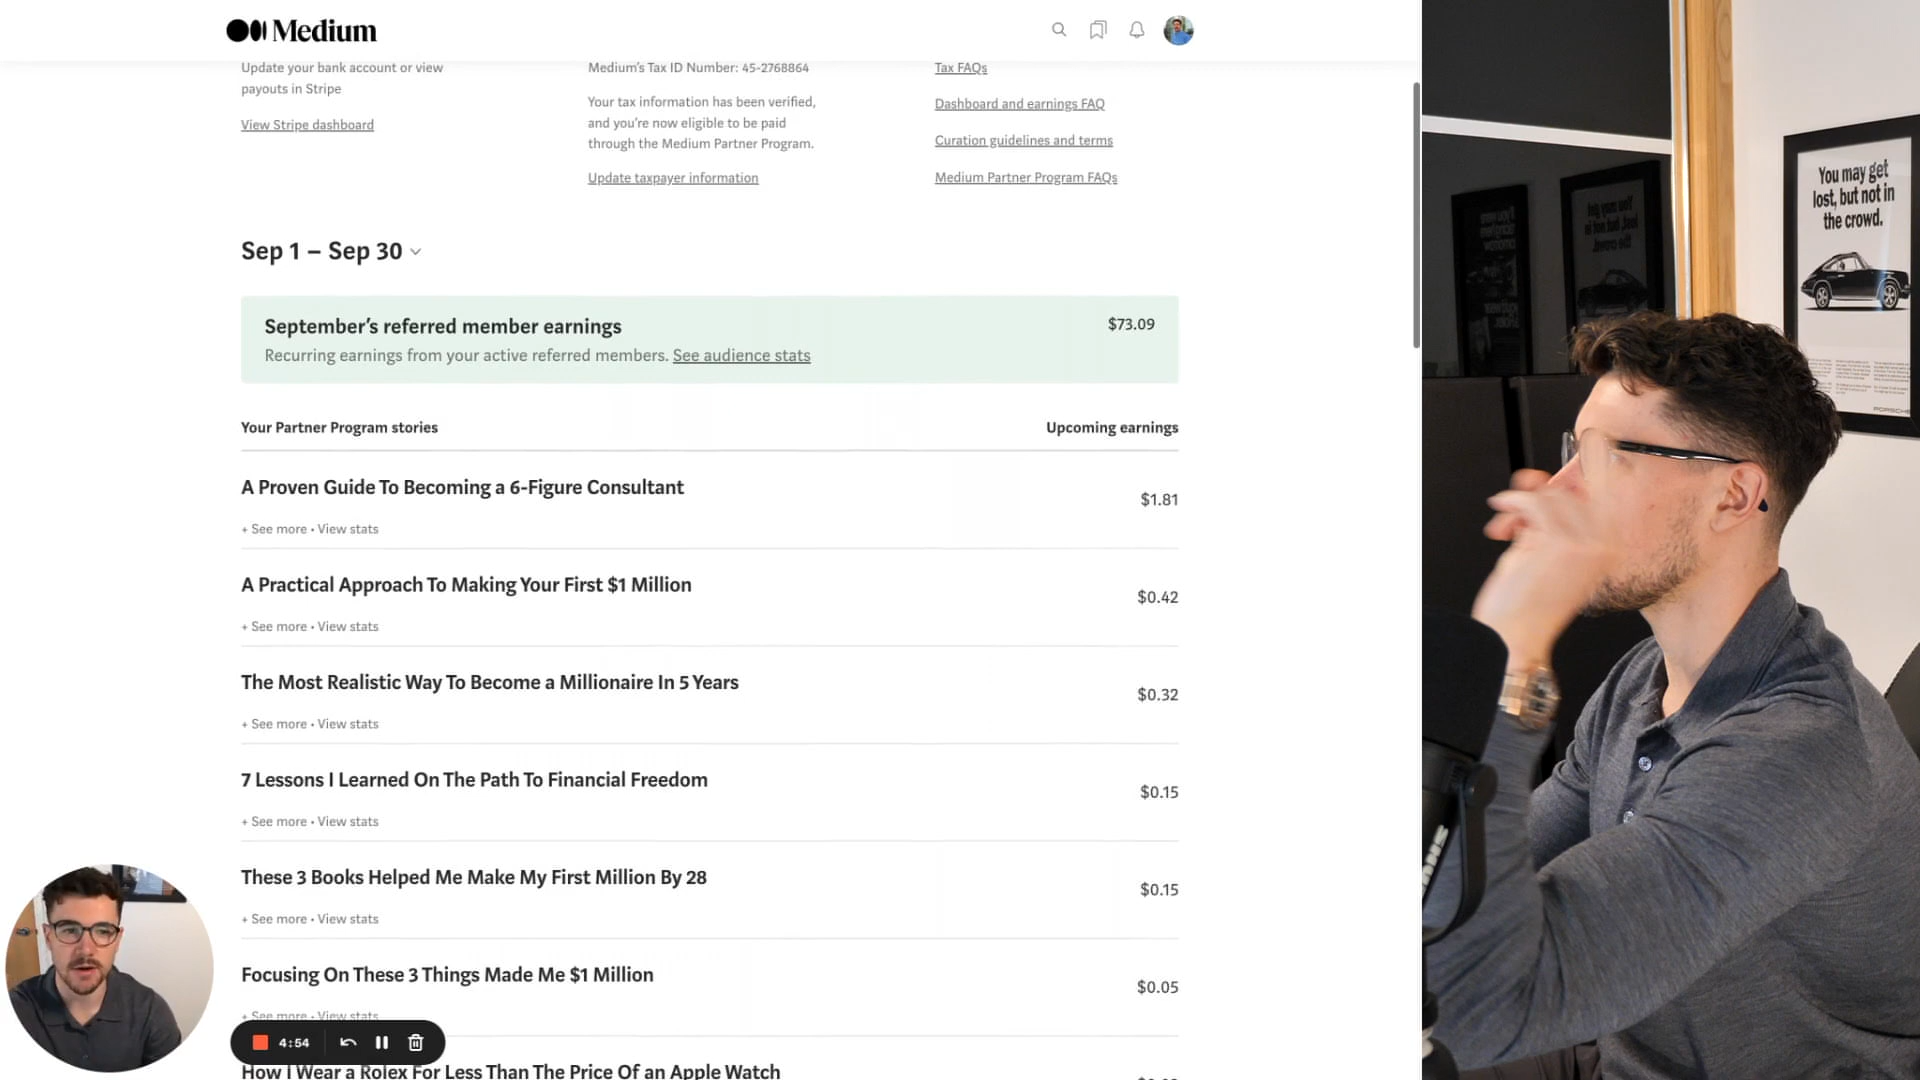 Medium
Update your bank account or view
payouts in Stripe
View Stripe dashboard
Medium's Tax ID Number: 45-2768864
Your tax information has been verified,
and you're now eligible to be paid
through the Medium Partner Program.
Update taxpayer information
Tax FAQs
Dashboard and earnings FAQ
Curation guidelines and terms
Medium Partner Program FAQs
Sep 1 – Sep 30
September's referred member earnings
$73.09
Recurring earnings from your active referred members. See audience stats
Your Partner Program stories
Upcoming earnings
A Proven Guide To Becoming a 6-Figure Consultant
$1.81
+ See more • View stats
A Practical Approach To Making Your First $1 Million
$0.42
+ See more • View stats
The Most Realistic Way To Become a Millionaire In 5 Years
$0.32
+ See more • View stats
7 Lessons I Learned On The Path To Financial Freedom
$0.15
+ See more • View stats
These 3 Books Helped Me Make My First Million By 28
$0.15
+ See more • View stats
Focusing On These 3 Things Made Me $1 Million
$0.05
+ See more • View stats
4:54
How I Wear a Rolex For Less Than The Price Of an Apple Watch
You may get
lost, but not in
the crowd.
PORSCHE